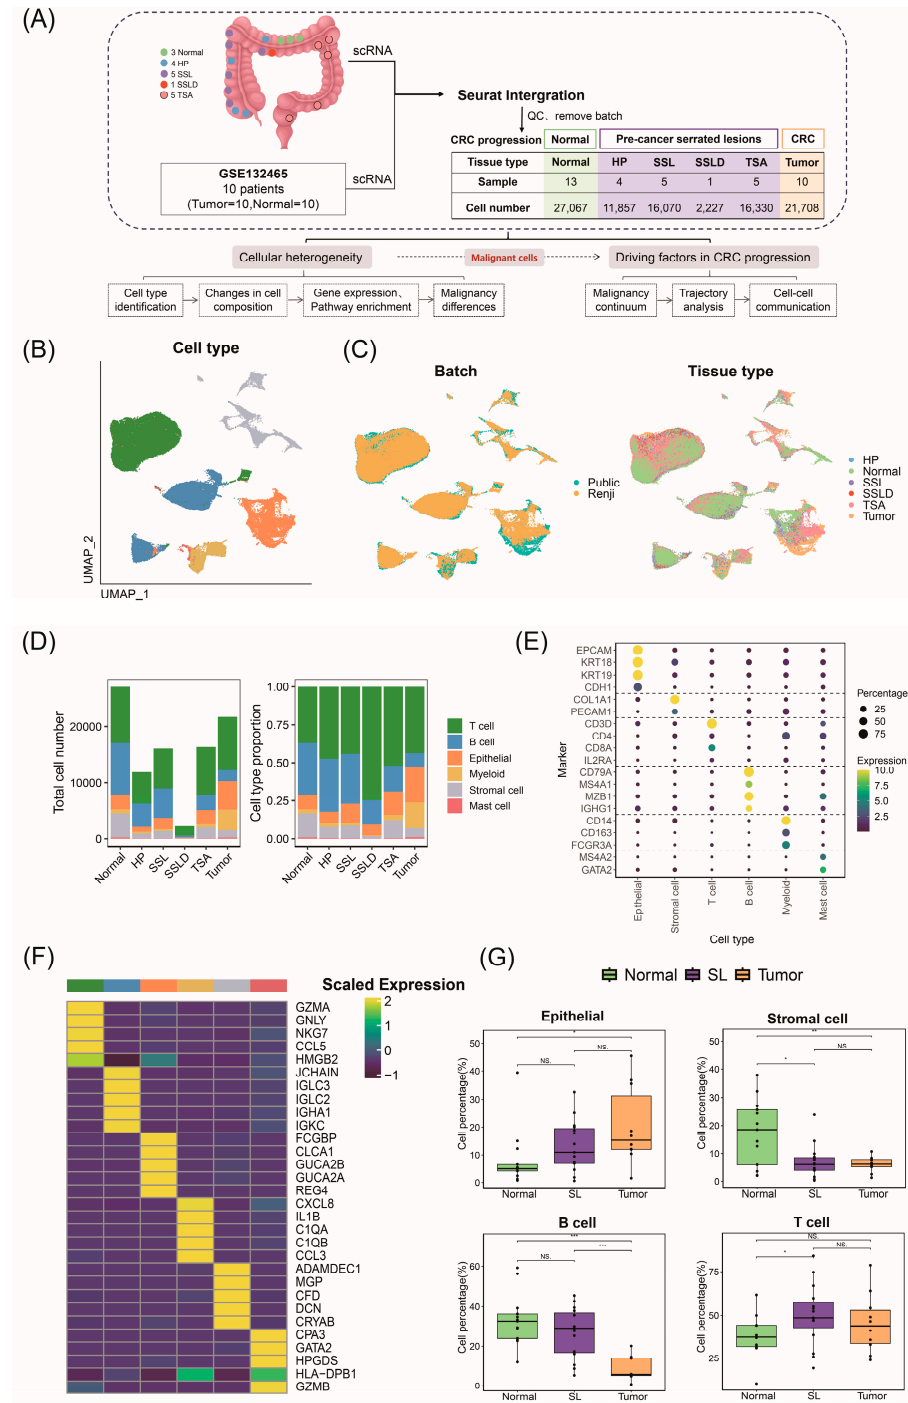 (A)
3 Normal
4 HP
5 SSL
1 SSLD
5 TSA
scRNA
GSE132465
10 patients
(Tumor=10,Normal=10)
scRNA
Seurat Intergration
QC、remove batch
CRC progression Normal Pre-cancer serrated lesions CRC
Tissue type Normal HP SSL SSLD TSA Tumor
Sample 13 4 5 1 5 10
Cell number 27,067 11,857 16,070 2,227 16,330 21,708
Cellular heterogeneity Malignant cells Driving factors in CRC progression
Cell type identification
Changes in cell composition
Gene expression、Pathway enrichment
Malignancy differences
Malignancy continuum
Trajectory analysis
Cell-cell communication
(B)
Cell type
UMAP_2
UMAP_1
(C)
Batch
Public
Renji
Tissue type
HP
Normal
SSL
SSLD
TSA
Tumor
(D)
Total cell number
20000
10000
0
Normal HP SSL SSLD TSA Tumor
Cell type proportion
1.00
0.75
0.50
0.25
0.00
Normal HP SSL SSLD TSA Tumor
T cell
B cell
Epithelial
Myeloid
Stromal cell
Mast cell
(E)
Marker
EPCAM
KRT18
KRT19
CDH1
COL1A1
PECAM1
CD3D
CD4
CD8A
IL2RA
CD79A
MS4A1
MZB1
IGHG1
CD14
CD163
FCGR3A
MS4A2
GATA2
Epithelial Stromal cell T cell B cell Myeloid Mast cell
Cell type
Percentage
25
50
75
Expression
10.0
7.5
5.0
2.5
(F)
Scaled Expression
2
1
0
−1
GZMA
GNLY
NKG7
CCL5
HMGB2
JCHAIN
IGLC3
IGLC2
IGHA1
IGKC
FCGBP
CLCA1
GUCA2B
GUCA2A
REG4
CXCL8
IL1B
C1QA
C1QB
CCL3
ADAMDEC1
MGP
CFD
DCN
CRYAB
CPA3
GATA2
HPGDS
HLA−DPB1
GZMB
(G)
Normal SL Tumor
Epithelial
Cell percentage(%)
50
40
30
20
10
0
*
NS.
NS.
Normal SL Tumor
Stromal cell
Cell percentage(%)
50
40
30
20
10
0
**
NS
*
Normal SL Tumor
B cell
Cell percentage(%)
60
40
20
0
***
NS.
Normal SL Tumor
T cell
Cell percentage(%)
75
50
25
NS.
NS.
*
Normal SL Tumor